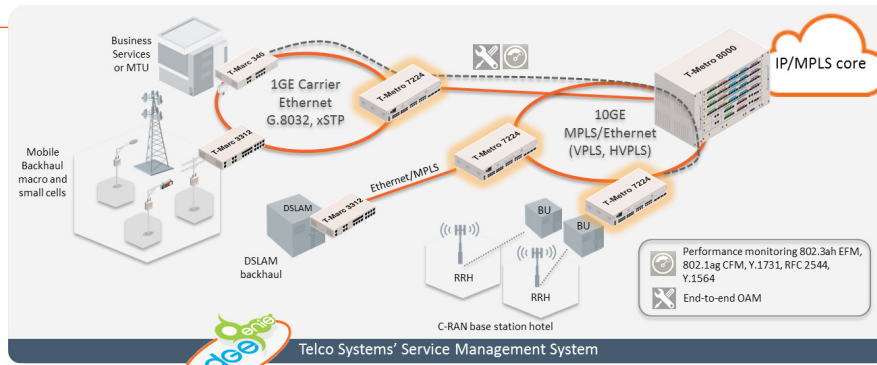 Business
Services
or MTU
T-Marc 340
1GE Carrier
Ethernet
G.8032, xSTP
T-Metro 7224
T-Metro 8000
IP/MPLS core
T-Marc 3312
Mobile
Backhaul
macro and
small cells
T-Metro 7224
10GE
MPLS/Ethernet
(VPLS, HVPLS)
Ethernet/MPLS
T-Metro 7224
DSLAM
T-Marc 3312
DSLAM
backhaul
BU
BU
RRH
RRH
C-RAN base station hotel
Performance monitoring 802.3ah EFM,
802.1ag CFM, Y.1731, RFC 2544,
Y.1564
End-to-end OAM
Genie
dge
Telco Systems’ Service Management System